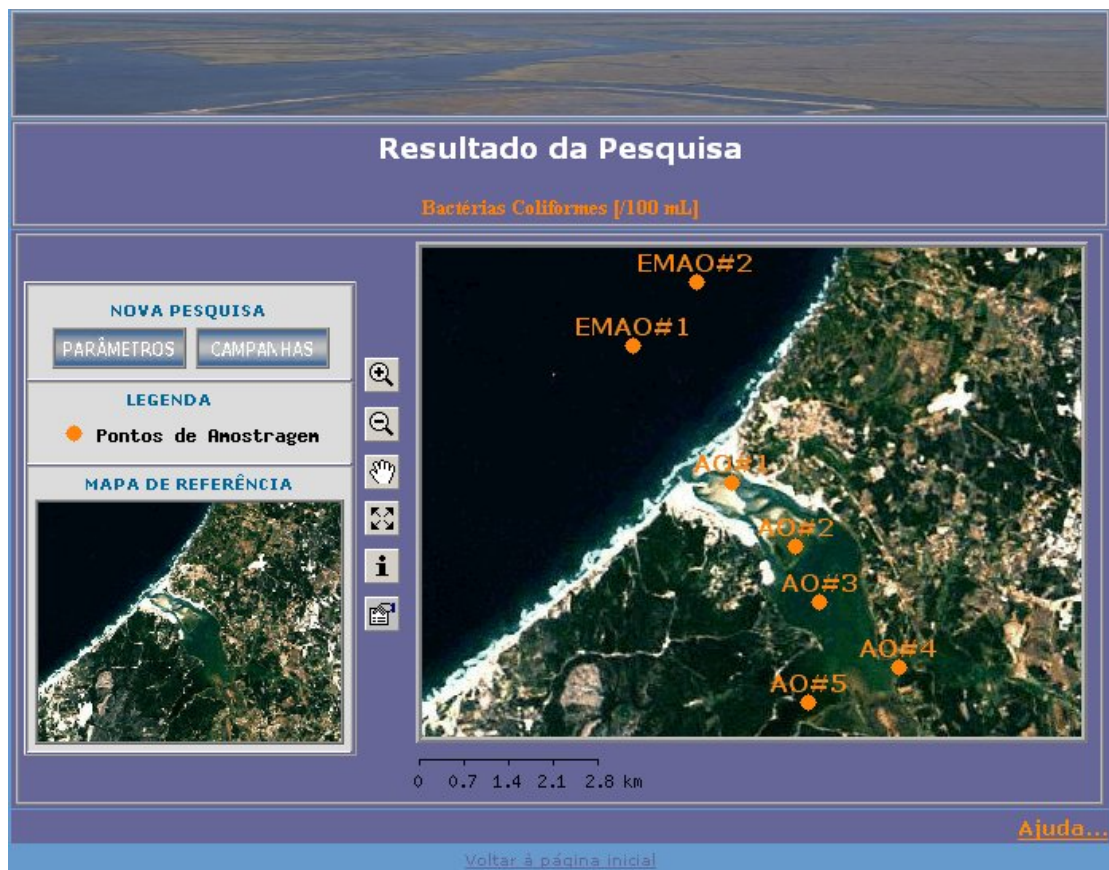 Resultado da Pesquisa
Bactérias Coliformes [/100 mL]
NOVA PESQUISA
PARÂMETROS CAMPANHAS
LEGENDA
Pontos de Amostragem
MAPA DE REFERÊNCIA
EMAO#2
EMAO#1
AO#1
AO#2
AO#3
AO#4
AO#5
0 0.7 1.4 2.1 2.8 km
Ajuda...
Voltar à página inicial